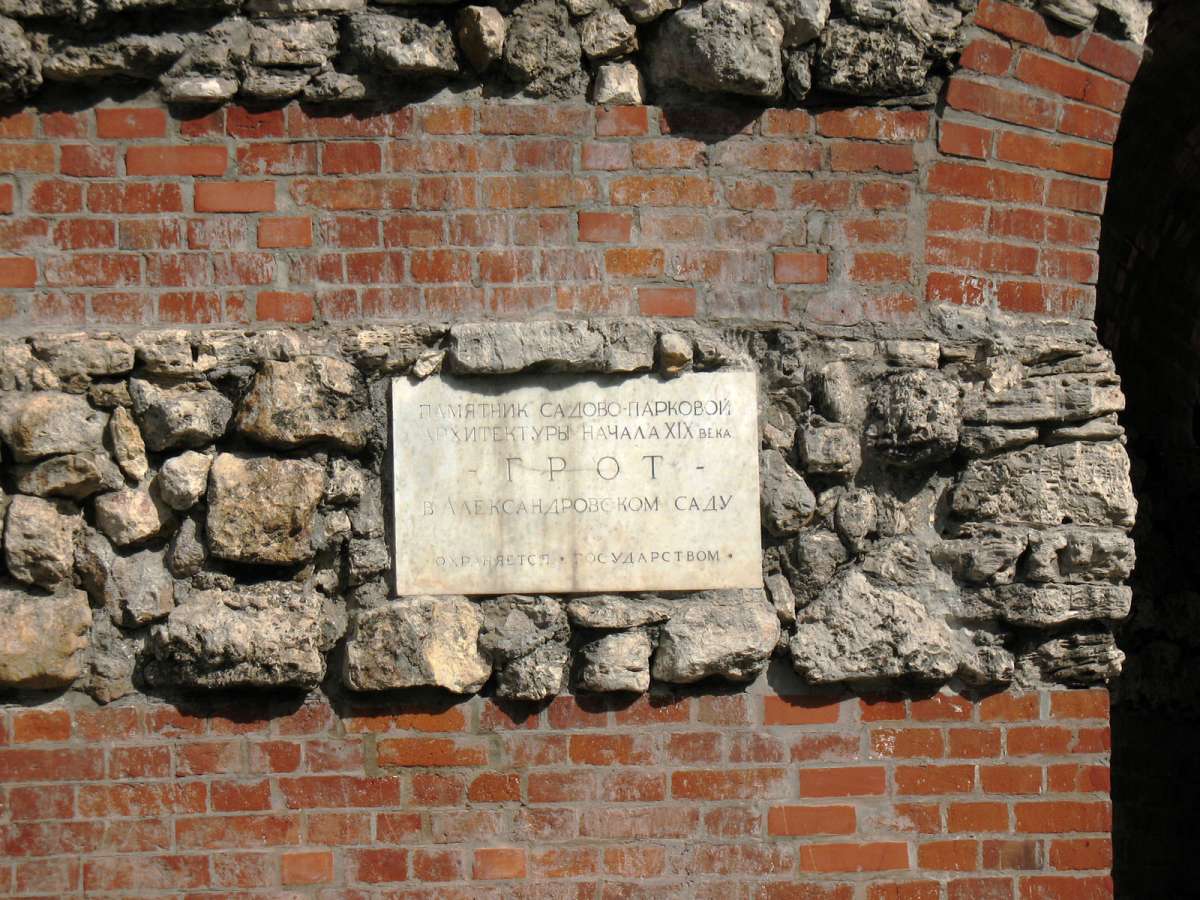 ПАМЯТНИК САДОВО-ПАРКОВОЙ
АРХИТЕКТУРЫ НАЧАЛА XIX ВЕКА
- ГРОТ -
В АЛЕКСАНДРОВСКОМ САДУ
ОХРАНЯЕТСЯ • ГОСУДАРСТВОМ •